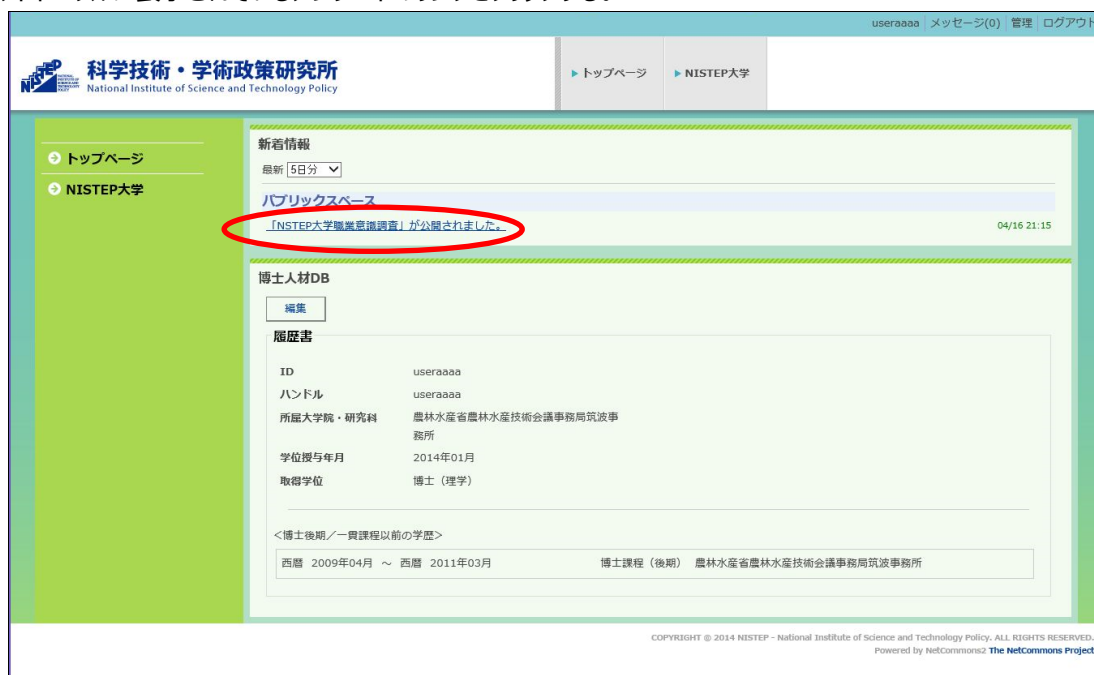 useraaaa メッセージ(0) 管理 ログアウト
NISTEP
科学技術・学術政策研究所
National Institute of Science and Technology Policy
トップページ NISTEP大学
トップページ
NISTEP大学
新着情報
最新 5日分
パブリックスペース
「NSTEP大学職業意識調査」が公開されました。 04/16 21:15
博士人材DB
編集
履歴書
ID useraaaa
ハンドル useraaaa
所属大学院・研究科 農林水産省農林水産技術会議事務局筑波事
務所
学位授与年月 2014年01月
取得学位 博士（理学）
<博士後期／一貫課程以前の学歴>
西暦 2009年04月 ～ 西暦 2011年03月 博士課程（後期） 農林水産省農林水産技術会議事務局筑波事務所
COPYRIGHT © 2014 NISTEP - National Institute of Science and Technology Policy. ALL RIGHTS RESERVED.
Powered by NetCommons2 The NetCommons Project